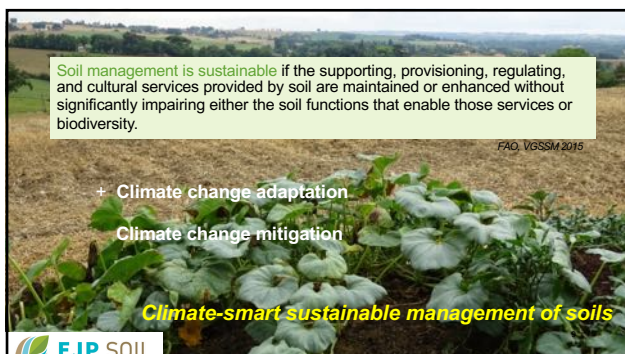 Soil management is sustainable if the supporting, provisioning, regulating,
and cultural services provided by soil are maintained or enhanced without
significantly impairing either the soil functions that enable those services or
biodiversity.
FAO, VGSSM 2015
+ Climate change adaptation
Climate change mitigation
Climate-smart sustainable management of soils
EJP SOIL